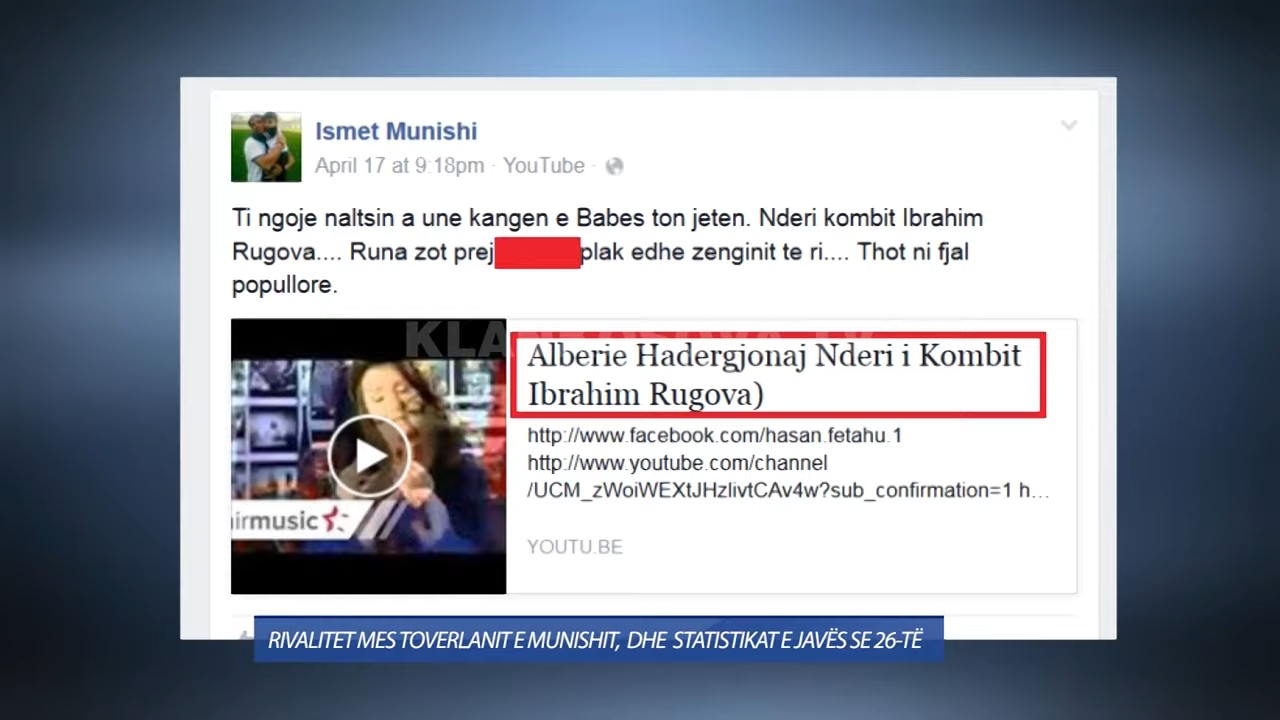 Ismet Munishi
April 17 at 9:18pm · YouTube ·
Ti ngoje naltsin a une kangen e Babes ton jeten. Nderi kombit Ibrahim
Rugova.... Runa zot prej plak edhe zenginit te ri.... Thot ni fjal
popullore.
KLANKOSOVA.TV
Alberie Hadergjonaj Nderi i Kombit
Ibrahim Rugova)
http://www.facebook.com/hasan.fetahu.1
http://www.youtube.com/channel
/UCM_zWoiWEXtJHzlivtCAv4w?sub_confirmation=1 h...
irmusic
YOUTU.BE
RIVALITET MES TOVERLANIT E MUNISHIT, DHE STATISTIKAT E JAVËS SE 26-TË